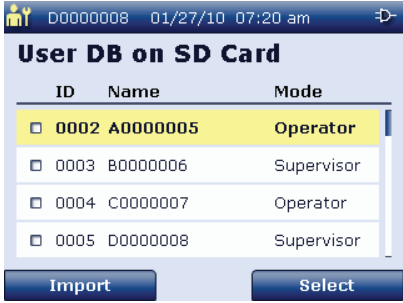 D0000008 01/27/10 07:20 am
User DB on SD Card
ID Name Mode
0002 A0000005 Operator
0003 B0000006 Supervisor
0004 C0000007 Operator
0005 D0000008 Supervisor
Import Select